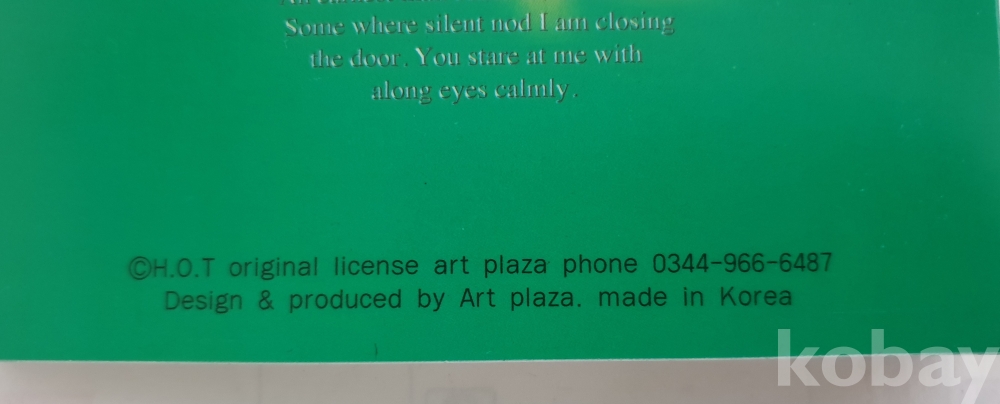 Some where silent nod I am closing
the door. You stare at me with
along eyes calmly.
©H.O.T original license art plaza phone 0344-966-6487
Design & produced by Art plaza. made in Korea
kobay